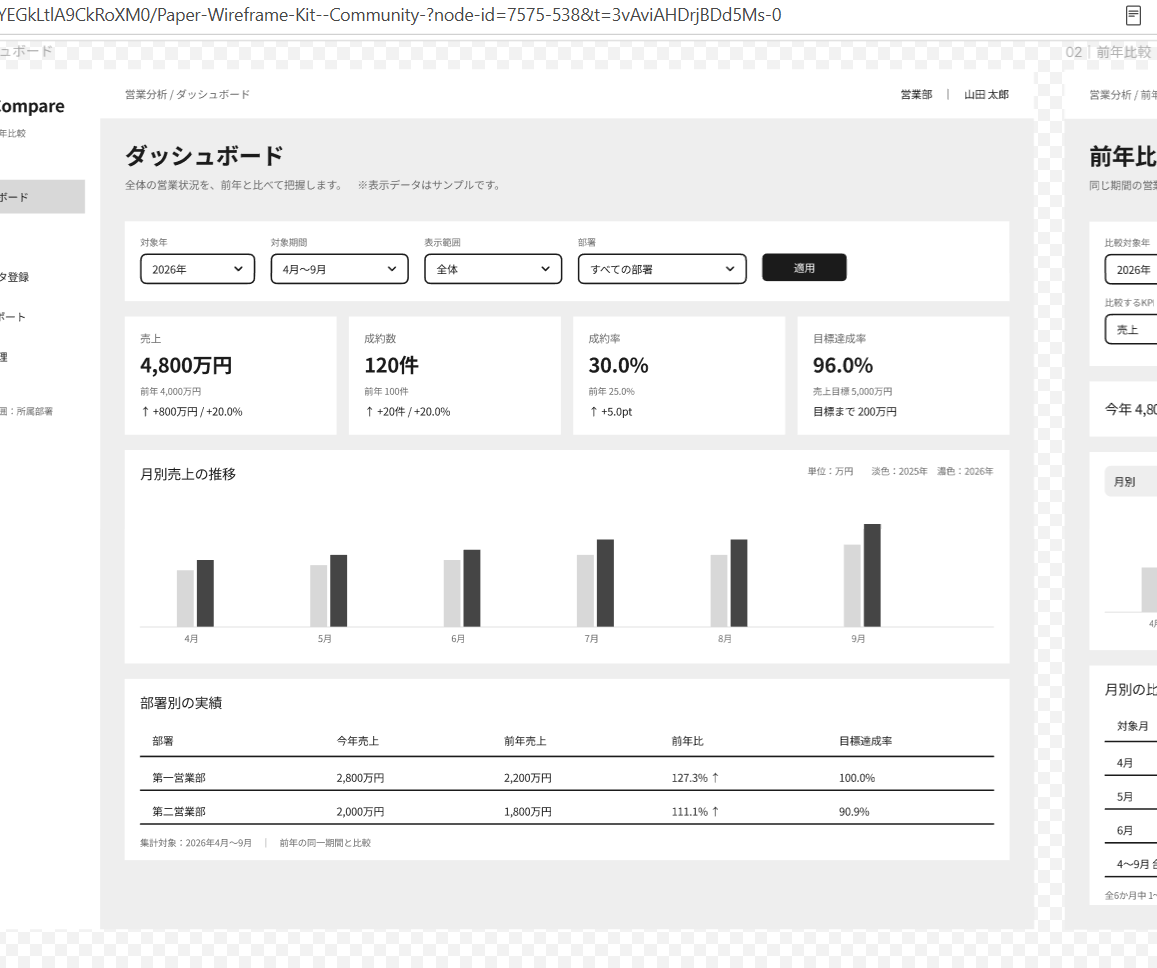 YEGkLtlA9CkRoXM0/Paper-Wireframe-Kit--Community-?node-id=7575-538&t=3vAviAHDrjBDd5Ms-0
ュボード
02 | 前年比較
Compare
年比較
ボード
タ登録
ポート
理
囲：所属部署
営業分析 / ダッシュボード
営業部 | 山田 太郎
ダッシュボード
全体の営業状況を、前年と比べて把握します。 ※表示データはサンプルです。
対象年 対象期間 表示範囲 部署
2026年 4月〜9月 全体 すべての部署 適用
売上
4,800万円
前年 4,000万円
↑ +800万円 / +20.0%
成約数
120件
前年 100件
↑ +20件 / +20.0%
成約率
30.0%
前年 25.0%
↑ +5.0pt
目標達成率
96.0%
売上目標 5,000万円
目標まで 200万円
月別売上の推移
単位：万円 淡色：2025年 濃色：2026年
4月 5月 6月 7月 8月 9月
部署別の実績
部署 今年売上 前年売上 前年比 目標達成率
第一営業部 2,800万円 2,200万円 127.3% ↑ 100.0%
第二営業部 2,000万円 1,800万円 111.1% ↑ 90.9%
集計対象：2026年4月〜9月 | 前年の同一期間と比較
営業分析 / 前年
前年比
同じ期間の営業
比較対象年
2026年
比較するKPI
売上
今年 4,80
月別
4月
月別の比
対象月
4月
5月
6月
4〜9月 合
全6か月中 1〜